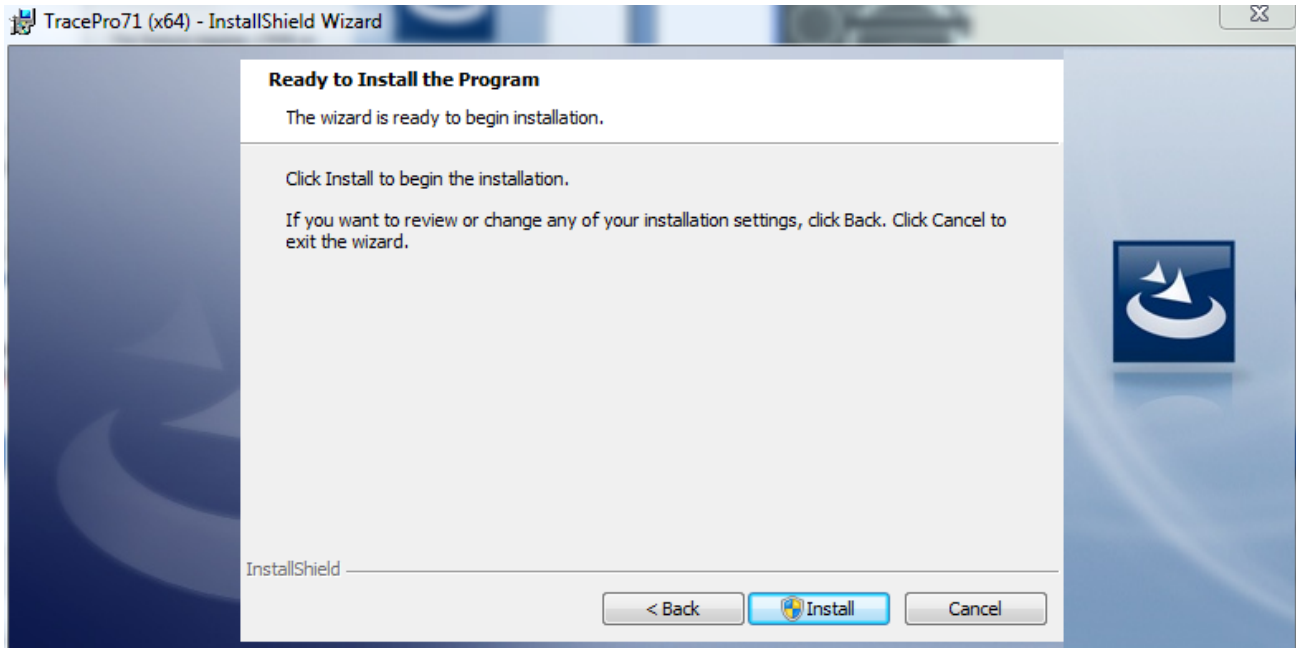 TracePro71 (x64) - InstallShield Wizard
Ready to Install the Program
The wizard is ready to begin installation.
Click Install to begin the installation.
If you want to review or change any of your installation settings, click Back. Click Cancel to
exit the wizard.
InstallShield
< Back
Install
Cancel